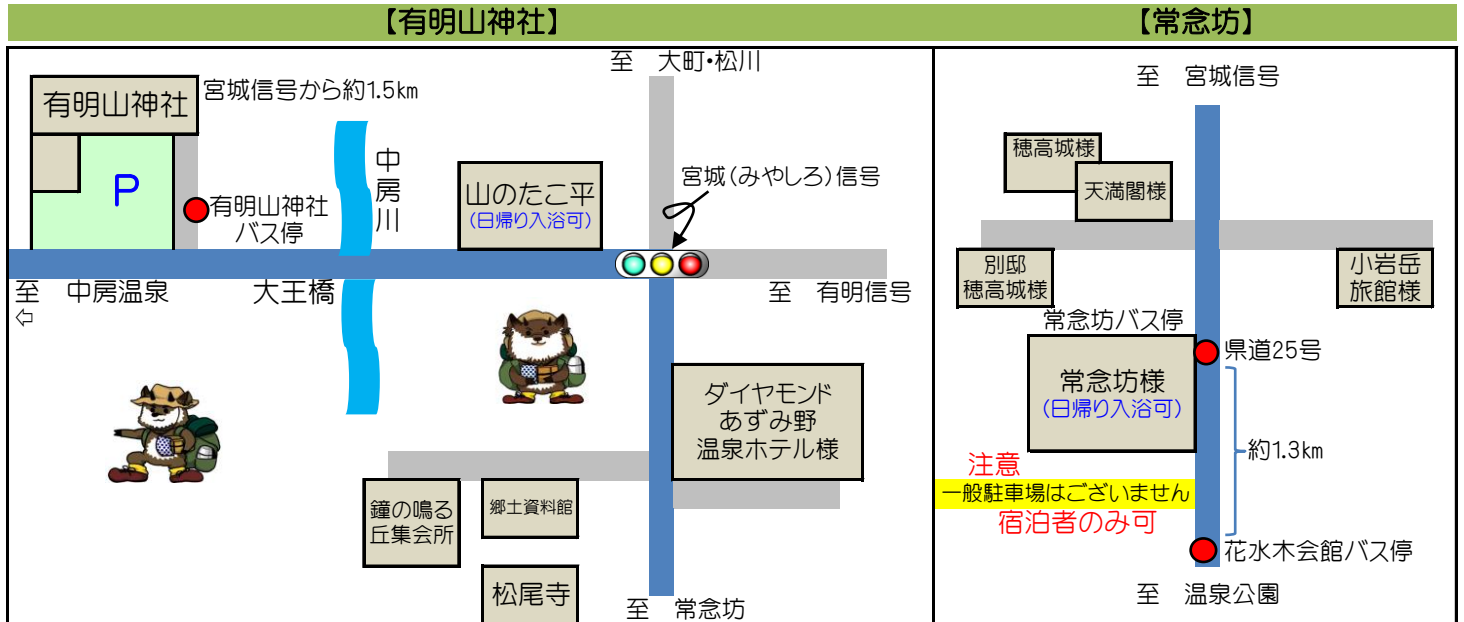 【有明山神社】
至 大町・松川
有明山神社
宮城信号から約1.5km
P
有明山神社
バス停
中
房
川
山のたこ平
(日帰り入浴可)
宮城(みやしろ)信号
至 中房温泉
⇦
大王橋
至 有明信号
ダイヤモンド
あずみ野
温泉ホテル様
鐘の鳴る
丘集会所
郷土資料館
松尾寺
至 常念坊
【常念坊】
至 宮城信号
穂高城様
天満閣様
別邸
穂高城様
小岩岳
旅館様
常念坊バス停
県道25号
常念坊様
(日帰り入浴可)
約1.3km
注意
一般駐車場はございません
宿泊者のみ可
花水木会館バス停
至 温泉公園